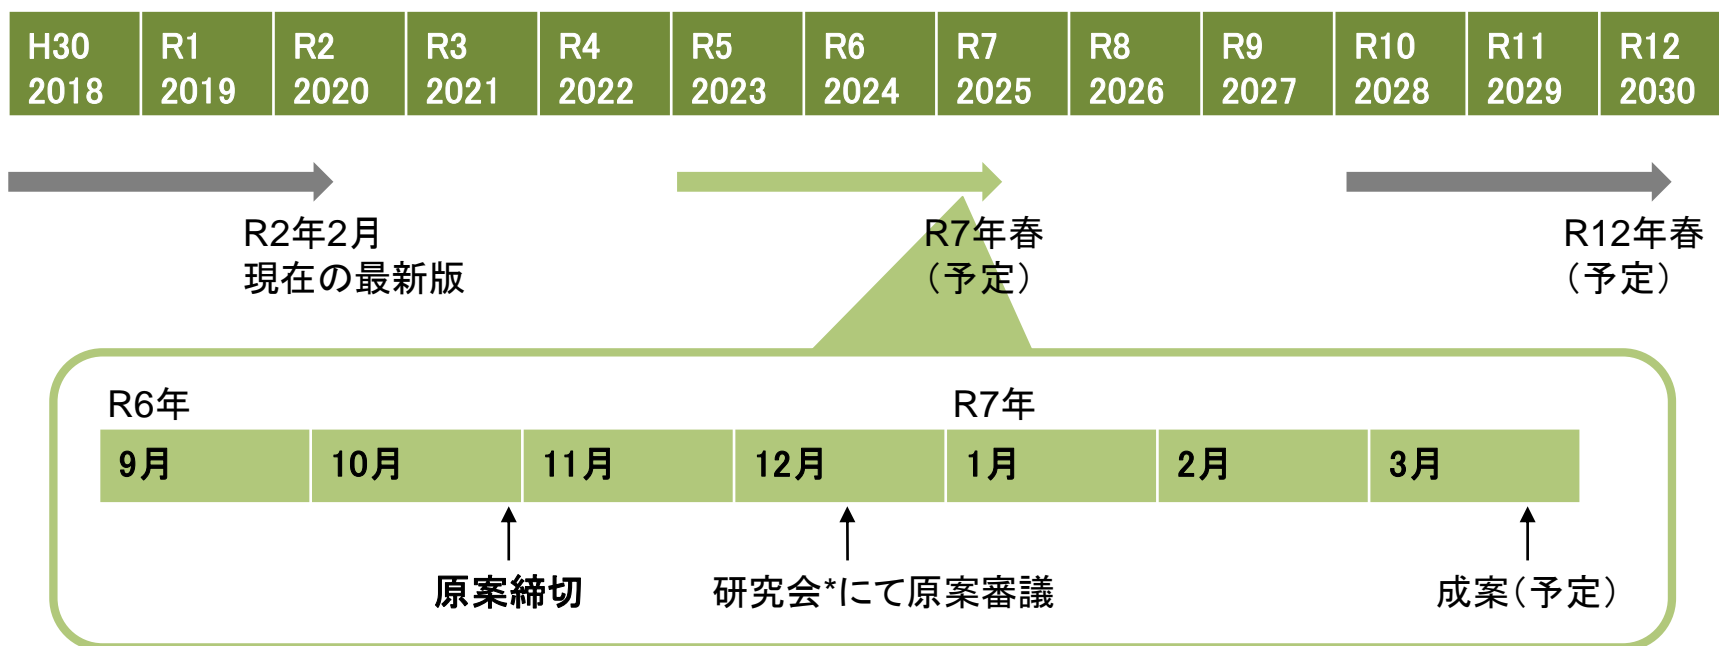 H30 R1 R2 R3 R4 R5 R6 R7 R8 R9 R10 R11 R12
2018 2019 2020 2021 2022 2023 2024 2025 2026 2027 2028 2029 2030
R2年2月
現在の最新版
R7年春
（予定）
R12年春
（予定）
R6年 R7年
9月 10月 11月 12月 1月 2月 3月
原案締切 研究会*にて原案審議 成案（予定）